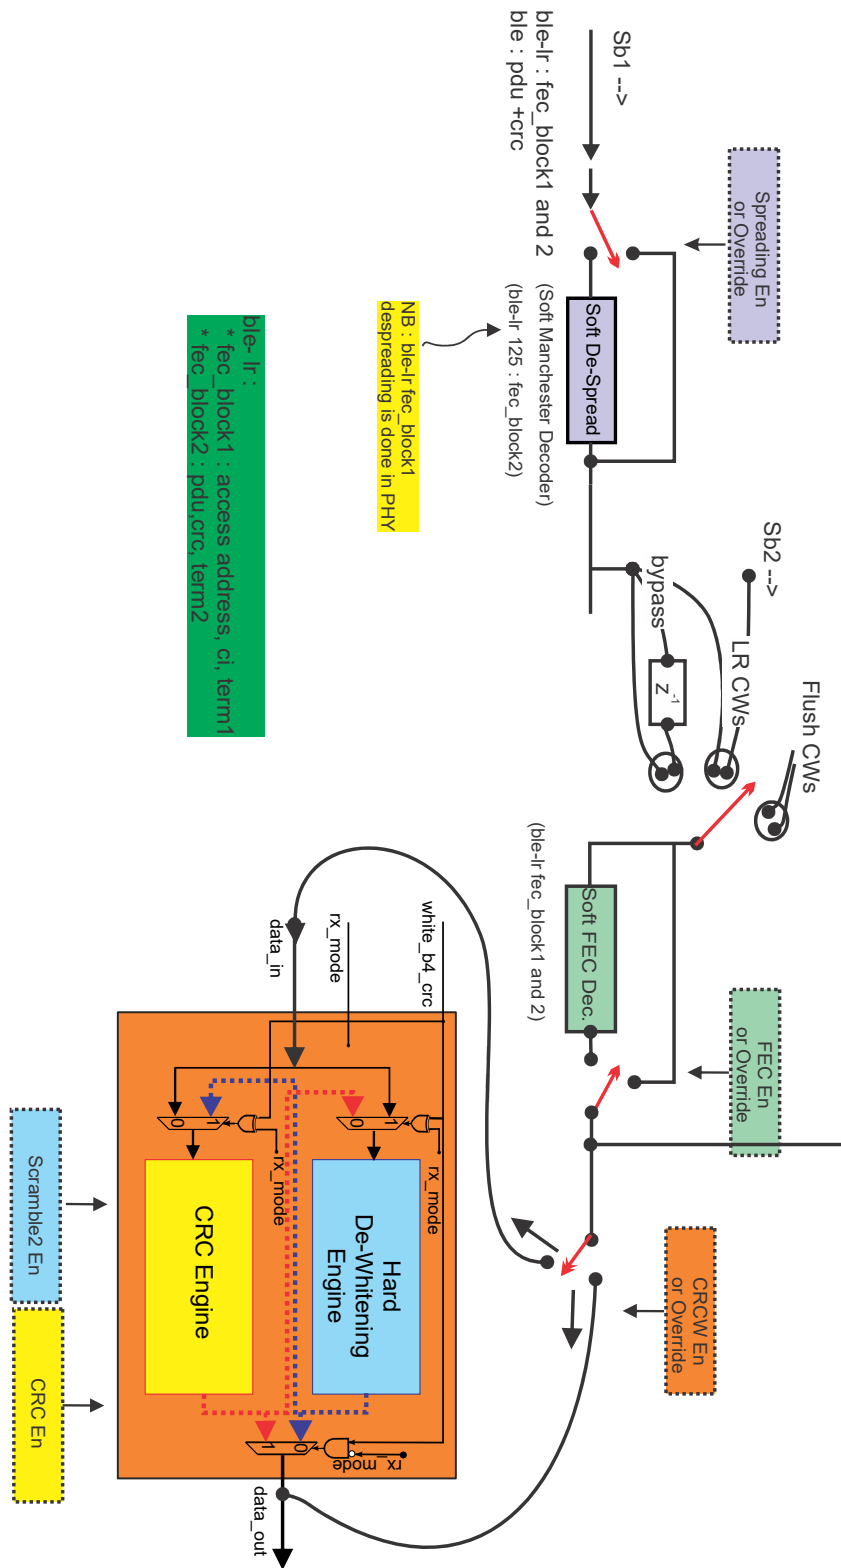 Sb1 -->
ble-lr : fec_block1 and 2
ble : pdu +crc
Spreading En
or Override
Soft De-Spread
(Soft Manchester Decoder)
(ble-lr 125 : fec_block2)
NB : ble-lr fec_block1
despreading is done in PHY
ble- lr :
* fec_block1 : access address, ci, term1
* fec_block2 : pdu,crc, term2
Sb2 -->
bypass
z-1
LR CWs
Flush CWs
Soft FEC Dec.
(ble-lr fec_block1 and 2)
FEC En
or Override
CRCW En
or Override
white_b4_crc
rx_mode
data_in
1
0
rx_mode
1
0
rx_mode
Hard
De-Whitening
Engine
CRC Engine
rx_mode
0
1
data_out
Scramble2 En
CRC En